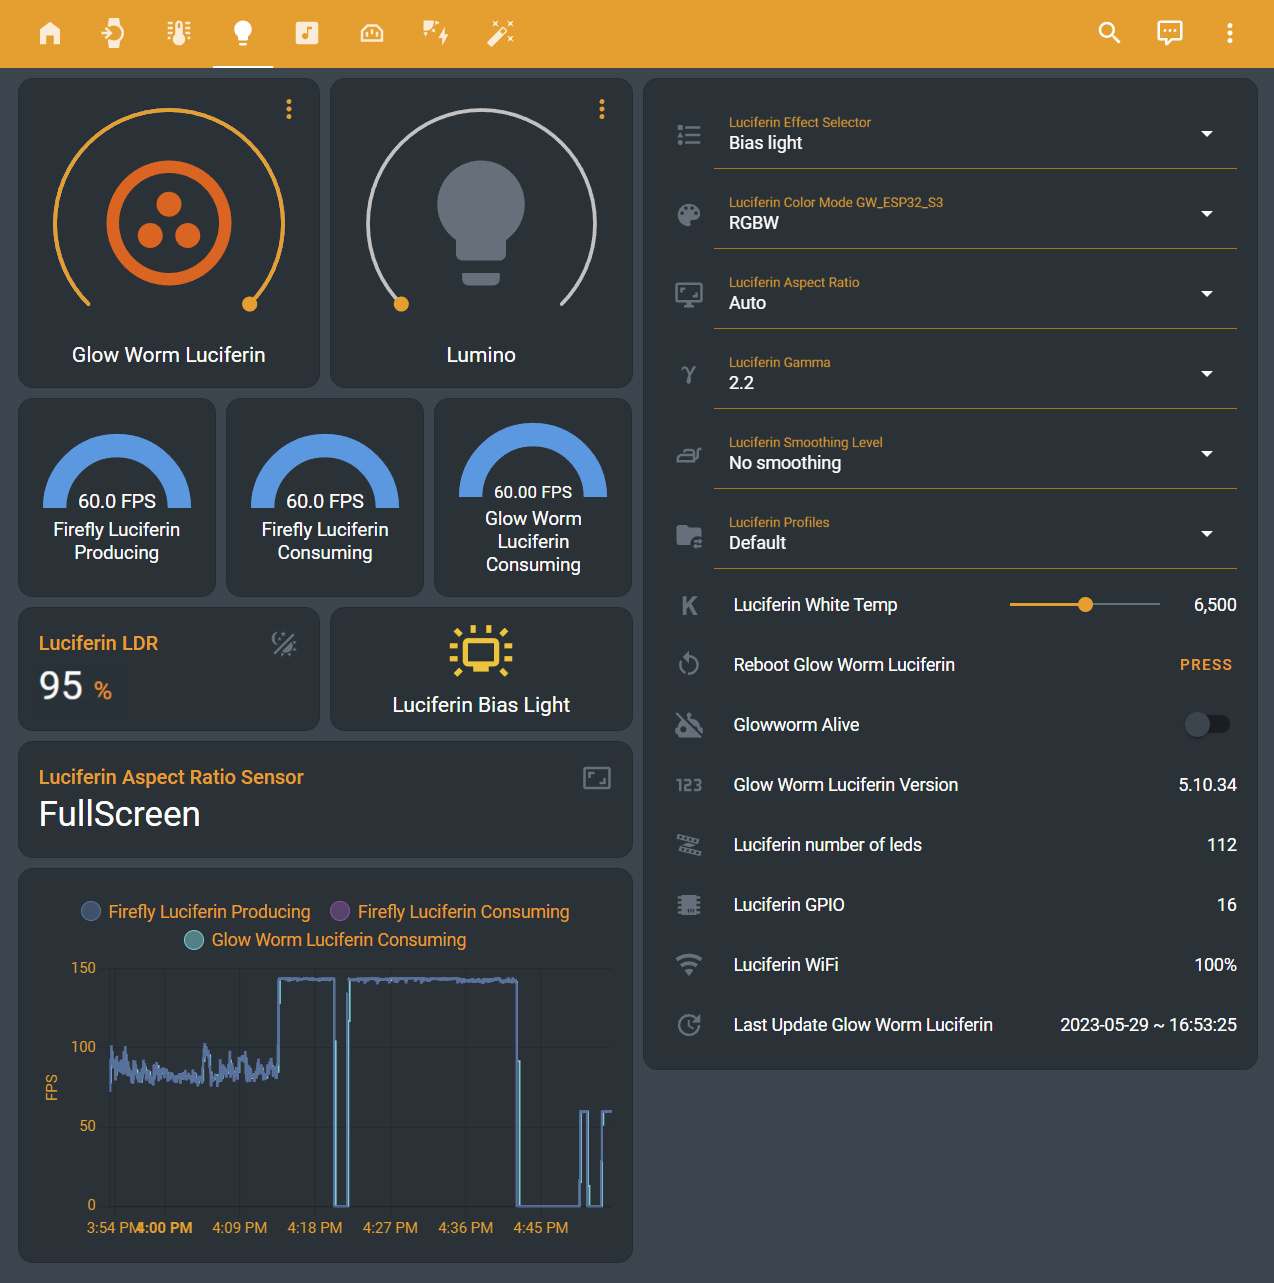 Glow Worm Luciferin
Lumino
60.0 FPS
Firefly Luciferin
Producing
60.0 FPS
Firefly Luciferin
Consuming
60.00 FPS
Glow Worm
Luciferin
Consuming
Luciferin LDR
95 %
Luciferin Bias Light
Luciferin Aspect Ratio Sensor
FullScreen
Firefly Luciferin Producing
Firefly Luciferin Consuming
Glow Worm Luciferin Consuming
150
100
50
0
FPS
3:54 PM 4:00 PM 4:09 PM 4:18 PM 4:27 PM 4:36 PM 4:45 PM
Luciferin Effect Selector
Bias light
Luciferin Color Mode GW_ESP32_S3
RGBW
Luciferin Aspect Ratio
Auto
γ
Luciferin Gamma
2.2
Luciferin Smoothing Level
No smoothing
Luciferin Profiles
Default
K Luciferin White Temp 6,500
Reboot Glow Worm Luciferin PRESS
Glowworm Alive
123 Glow Worm Luciferin Version 5.10.34
Luciferin number of leds 112
Luciferin GPIO 16
Luciferin WiFi 100%
Last Update Glow Worm Luciferin 2023-05-29 ~ 16:53:25